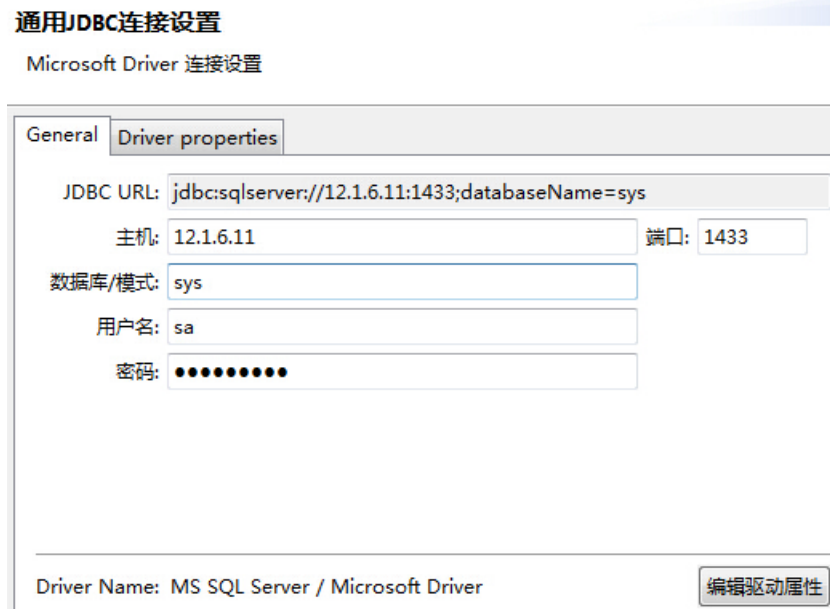 通用JDBC连接设置
Microsoft Driver 连接设置
General Driver properties
JDBC URL: jdbc:sqlserver://12.1.6.11:1433;databaseName=sys
主机: 12.1.6.11 端口: 1433
数据库/模式: sys
用户名: sa
密码: ●●●●●●●●●
Driver Name: MS SQL Server / Microsoft Driver 编辑驱动属性